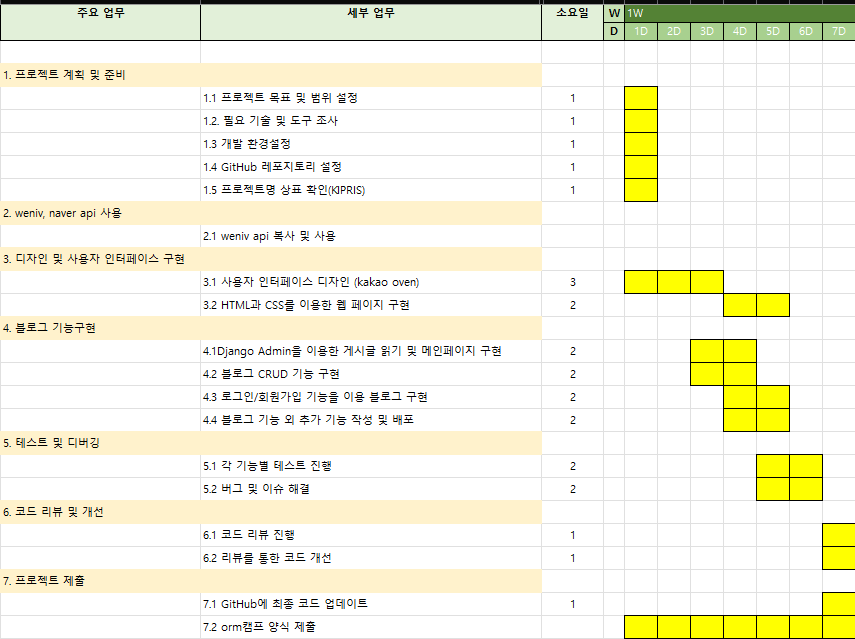 주요 업무 세부 업무 소요일 W 1W
D 1D 2D 3D 4D 5D 6D 7D
1. 프로젝트 계획 및 준비
1.1 프로젝트 목표 및 범위 설정 1
1.2. 필요 기술 및 도구 조사 1
1.3 개발 환경설정 1
1.4 GitHub 레포지토리 설정 1
1.5 프로젝트명 상표 확인(KIPRIS) 1
2. weniv, naver api 사용
2.1 weniv api 복사 및 사용
3. 디자인 및 사용자 인터페이스 구현
3.1 사용자 인터페이스 디자인 (kakao oven) 3
3.2 HTML과 CSS를 이용한 웹 페이지 구현 2
4. 블로그 기능구현
4.1Django Admin을 이용한 게시글 읽기 및 메인페이지 구현 2
4.2 블로그 CRUD 기능 구현 2
4.3 로그인/회원가입 기능을 이용 블로그 구현 2
4.4 블로그 기능 외 추가 기능 작성 및 배포 2
5. 테스트 및 디버깅
5.1 각 기능별 테스트 진행 2
5.2 버그 및 이슈 해결 2
6. 코드 리뷰 및 개선
6.1 코드 리뷰 진행 1
6.2 리뷰를 통한 코드 개선 1
7. 프로젝트 제출
7.1 GitHub에 최종 코드 업데이트 1
7.2 orm캠프 양식 제출